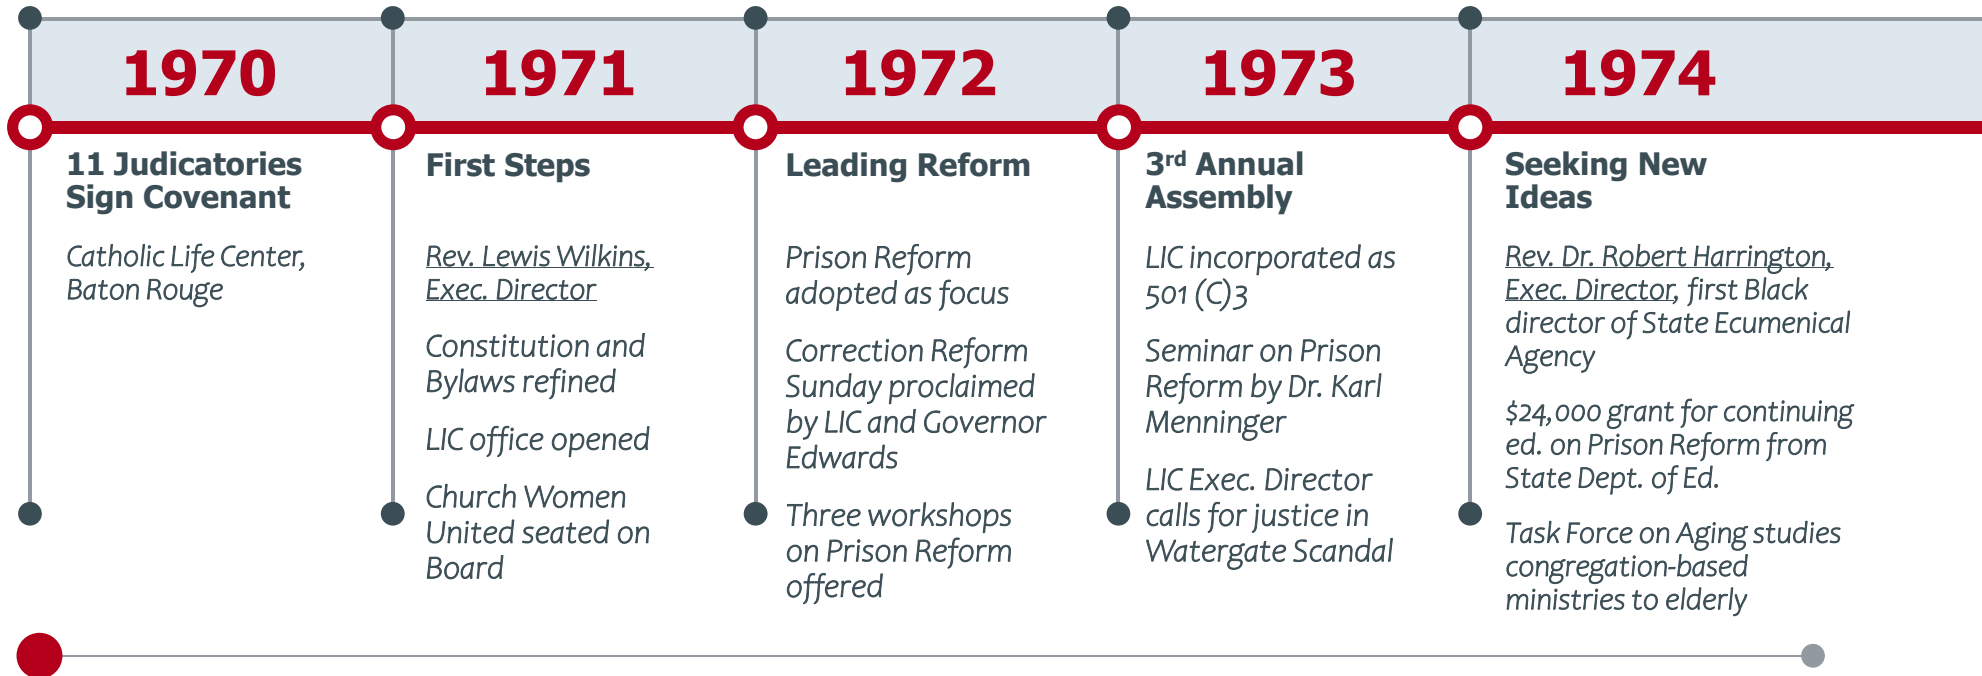 1970
11 Judicatories
Sign Covenant
Catholic Life Center,
Baton Rouge
1971
First Steps
Rev. Lewis Wilkins,
Exec. Director
Constitution and
Bylaws refined
LIC office opened
Church Women
United seated on
Board
1972
Leading Reform
Prison Reform
adopted as focus
Correction Reform
Sunday proclaimed
by LIC and Governor
Edwards
Three workshops
on Prison Reform
offered
1973
3rd Annual
Assembly
LIC incorporated as
501 (C)3
Seminar on Prison
Reform by Dr. Karl
Menninger
LIC Exec. Director
calls for justice in
Watergate Scandal
1974
Seeking New
Ideas
Rev. Dr. Robert Harrington,
Exec. Director, first Black
director of State Ecumenical
Agency
$24,000 grant for continuing
ed. on Prison Reform from
State Dept. of Ed.
Task Force on Aging studies
congregation-based
ministries to elderly